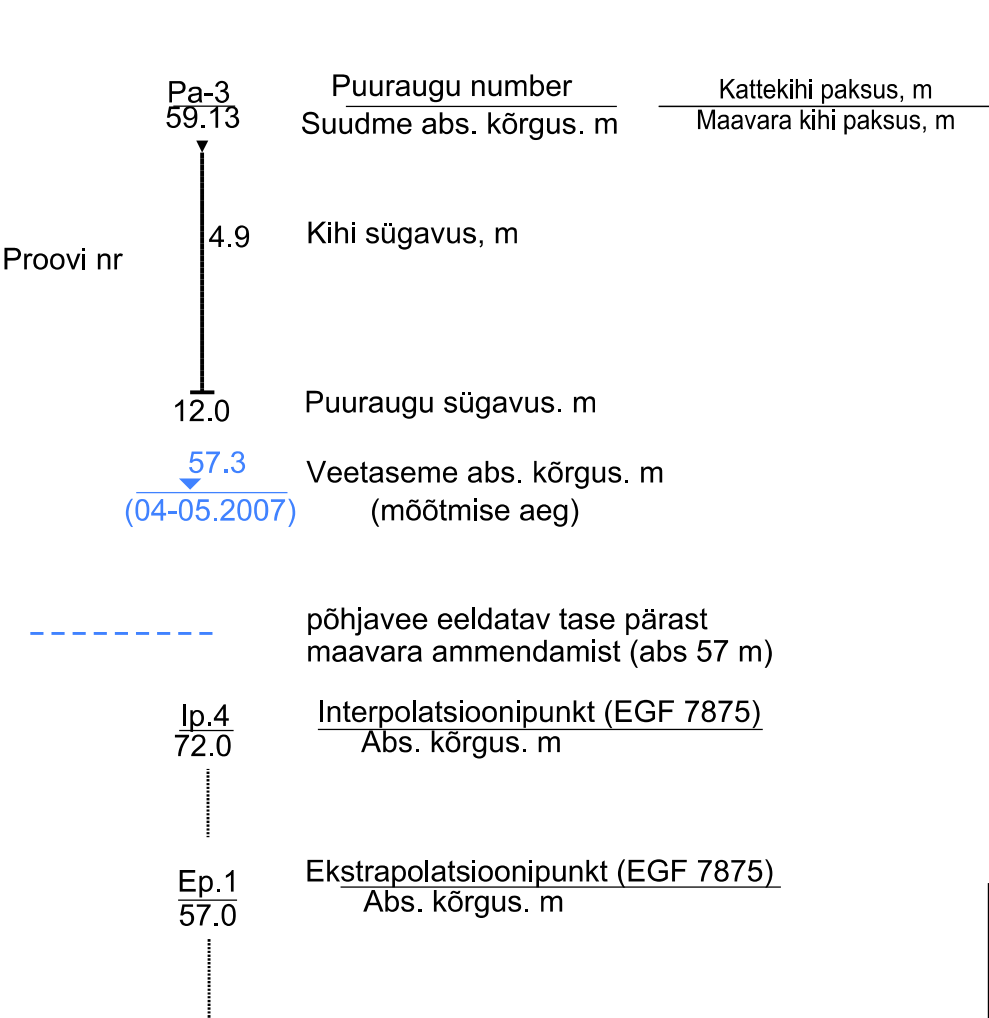 Pa-3 Puuraugu number Kattekihi paksus, m
59.13 Suudme abs. kõrgus. m Maavara kihi paksus, m
4.9 Kihi sügavus, m
Proovi nr
12.0 Puuraugu sügavus. m
57.3 Veetaseme abs. kõrgus. m
(04-05.2007) (mõõtmise aeg)
põhjavee eeldatav tase pärast
maavara ammendamist (abs 57 m)
Ip.4 Interpolatsioonipunkt (EGF 7875)
72.0 Abs. kõrgus. m
Ep.1 Ekstrapolatsioonipunkt (EGF 7875)
57.0 Abs. kõrgus. m